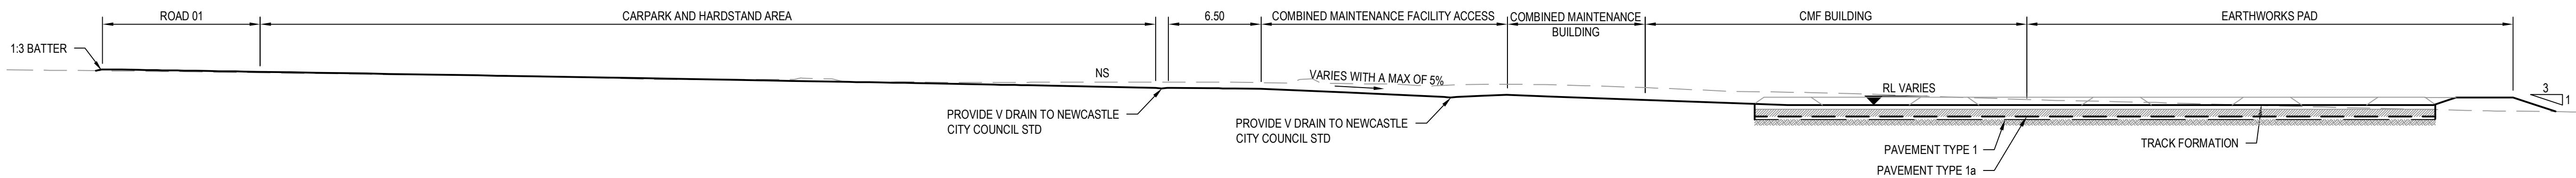 ROAD 01
CARPARK AND HARDSTAND AREA
6.50
COMBINED MAINTENANCE FACILITY ACCESS
COMBINED MAINTENANCE
BUILDING
CMF BUILDING
EARTHWORKS PAD
1:3 BATTER
NS
VARIES WITH A MAX OF 5%
RL VARIES
3
1
PROVIDE V DRAIN TO NEWCASTLE
CITY COUNCIL STD
PROVIDE V DRAIN TO NEWCASTLE
CITY COUNCIL STD
TRACK FORMATION
PAVEMENT TYPE 1
PAVEMENT TYPE 1a